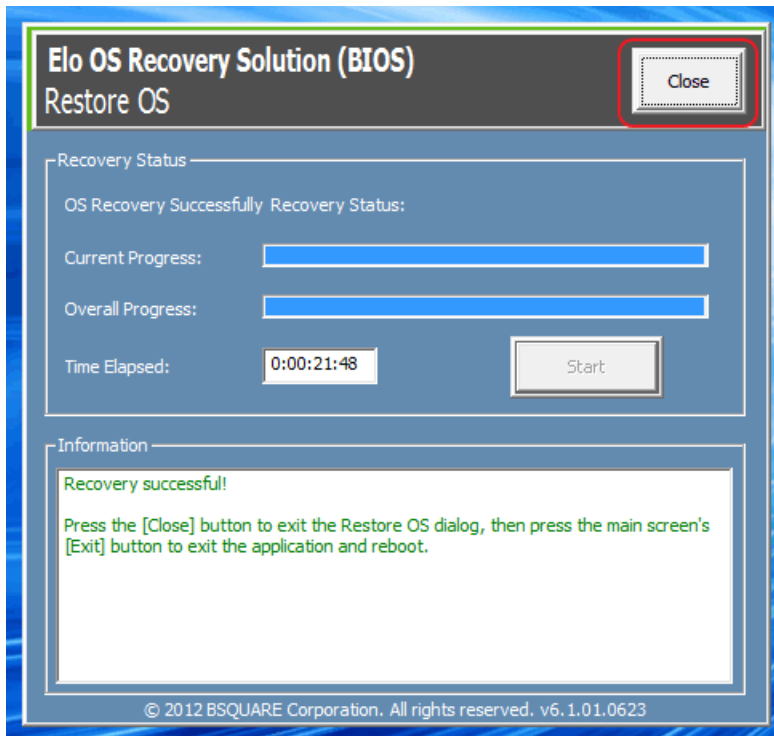 Elo OS Recovery Solution (BIOS)
Restore OS
Close
Recovery Status
OS Recovery Successfully Recovery Status:
Current Progress:
Overall Progress:
Time Elapsed:
0:00:21:48
Start
Information
Recovery successful!
Press the [Close] button to exit the Restore OS dialog, then press the main screen's
[Exit] button to exit the application and reboot.
© 2012 BSQUARE Corporation. All rights reserved. v6.1.01.0623